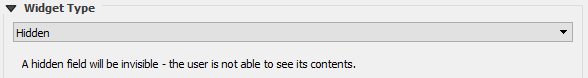 Widget Type
Hidden
A hidden field will be invisible - the user is not able to see its contents.